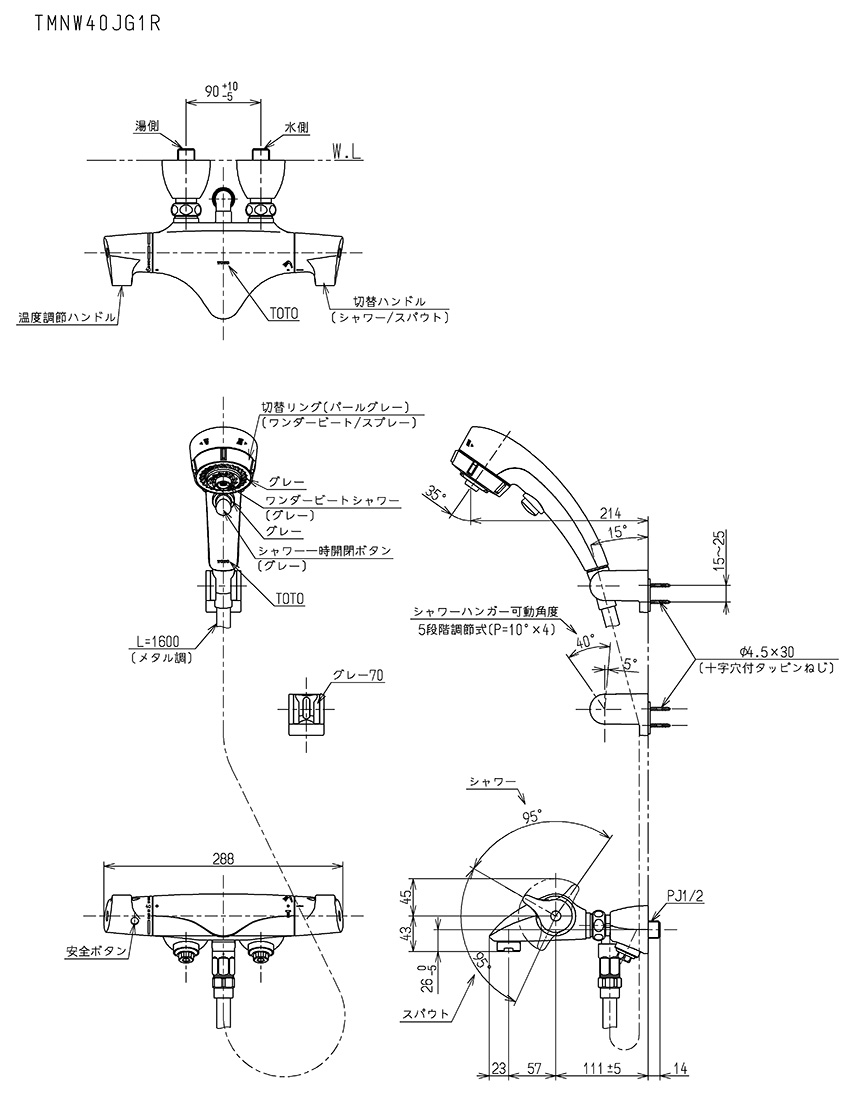 TMNW40JG1R
90 +10 -5
湯側
水側
W.L
温度調節ハンドル
TOTO
切替ハンドル
(シャワー/スパウト)
切替リング(パールグレー)
(ワンダービート/スプレー)
グレー
ワンダービートシャワー
(グレー)
グレー
シャワー一時開閉ボタン
(グレー)
TOTO
L=1600
(メタル調)
グレー70
35°
214
15°
15~25
シャワーハンガー可動角度
5段階調節式(P=10°×4)
40°
5°
Φ4.5×30
(十字穴付タッピンねじ)
シャワー
95°
288
安全ボタン
45
43
26 0 -5
95°
スパウト
PJ1/2
23
57
111±5
14